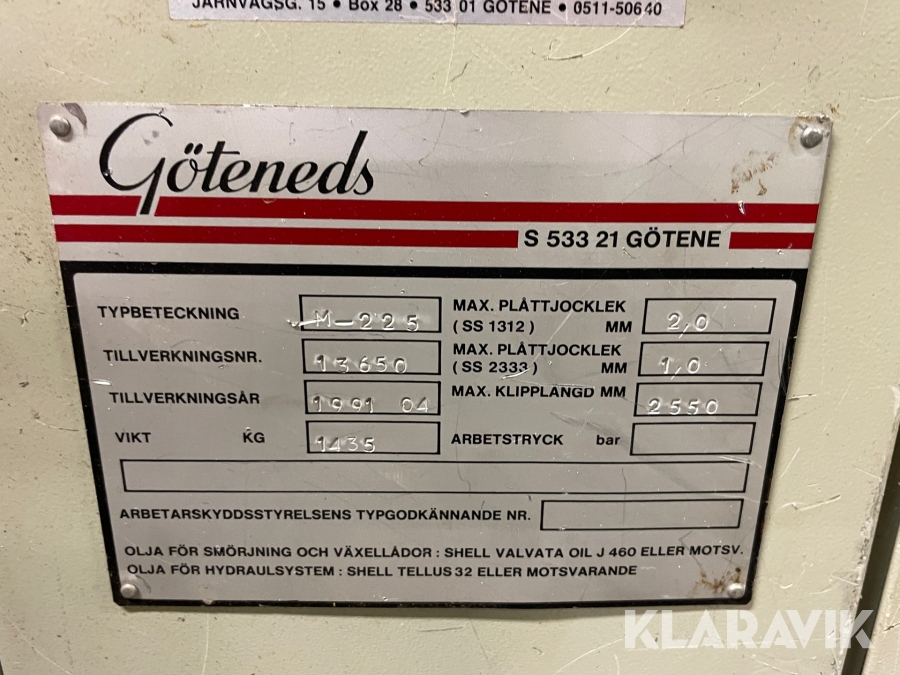 JÄRNVÄGSG. 15 • Box 28 • 533 01 GÖTENE • 0511-50640
Göteneds
S 533 21 GÖTENE
TYPBETECKNING M-225
MAX. PLÅTTJOCKLEK (SS 1312) MM 2,0
TILLVERKNINGSNR. 13650
MAX. PLÅTTJOCKLEK (SS 2333) MM 1,0
TILLVERKNINGSÅR 1991 04
MAX. KLIPPLÄNGD MM 2550
VIKT KG 1435
ARBETSTRYCK bar
ARBETARSKYDDSSTYRELSENS TYPGODKÄNNANDE NR.
OLJA FÖR SMÖRJNING OCH VÄXELLÅDOR : SHELL VALVATA OIL J 460 ELLER MOTSV.
OLJA FÖR HYDRAULSYSTEM : SHELL TELLUS 32 ELLER MOTSVARANDE
KLARAVIK